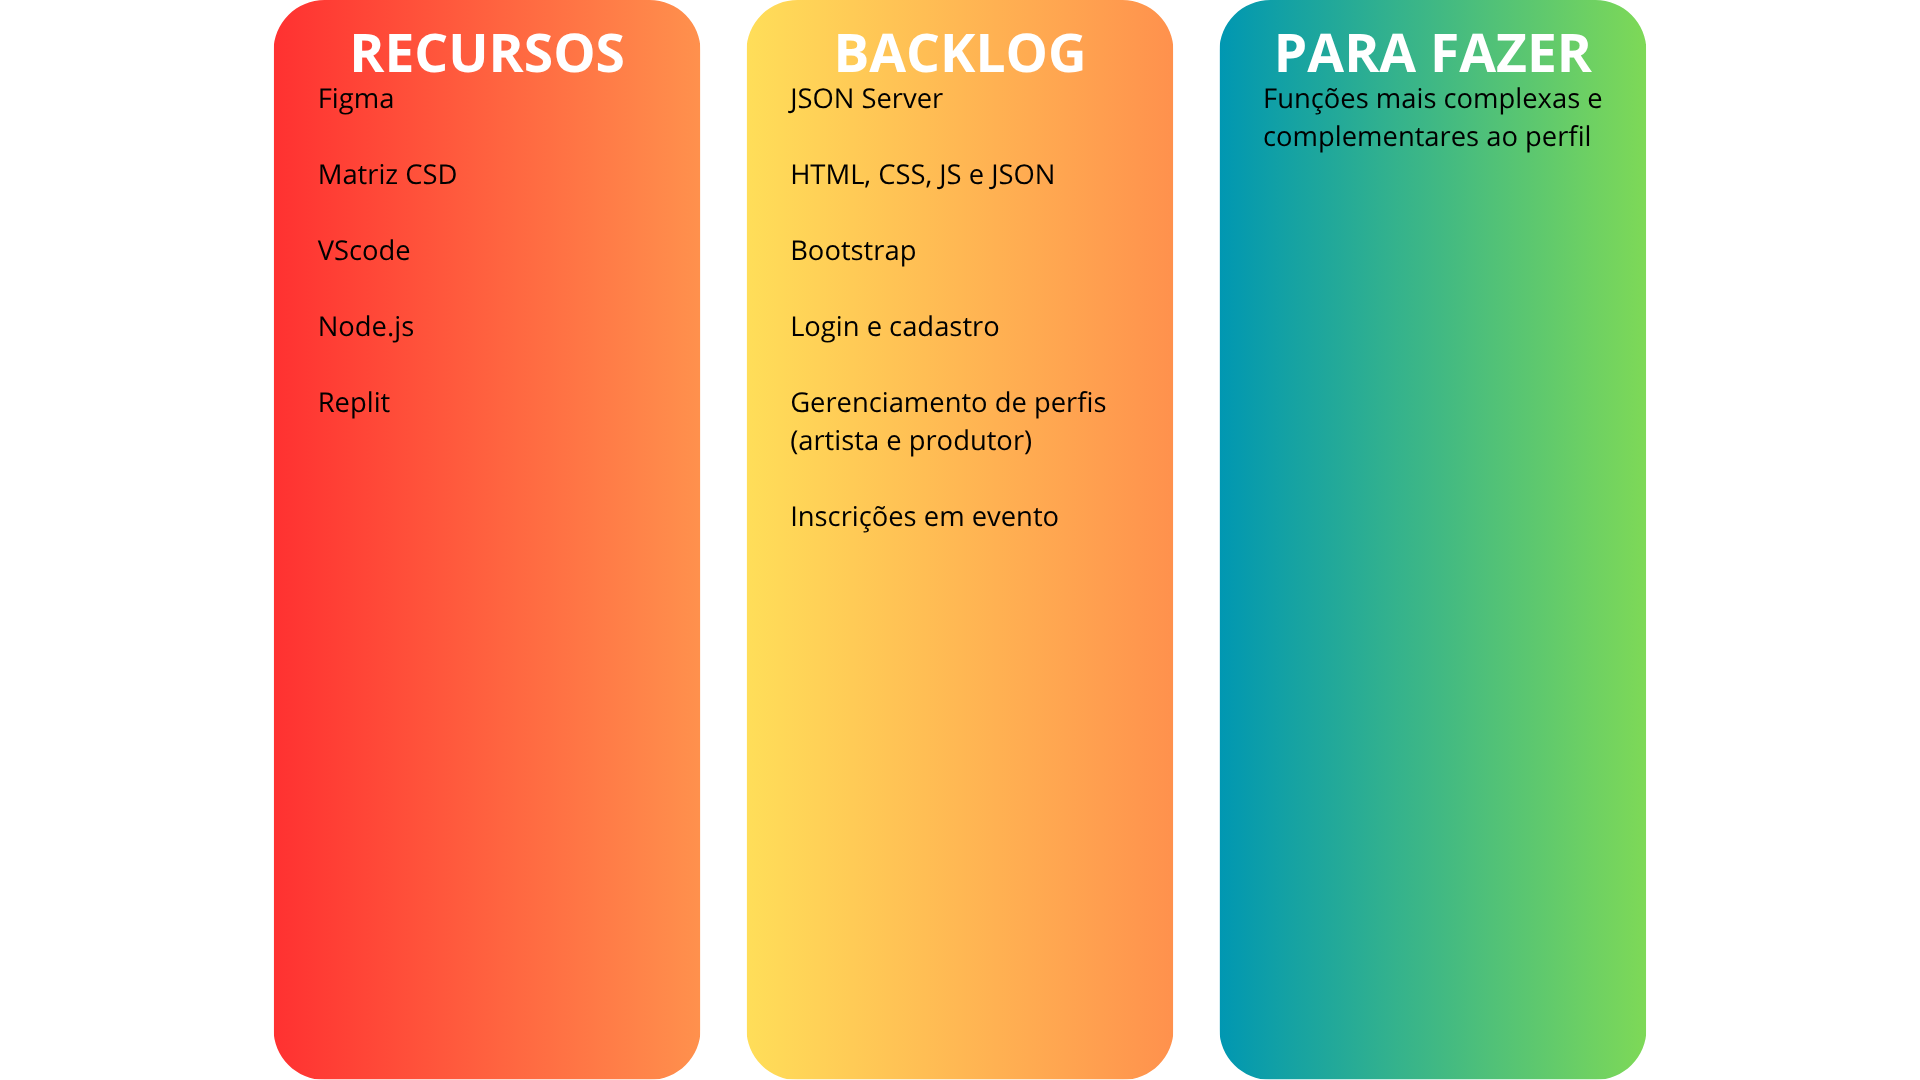 RECURSOS
Figma
Matriz CSD
VScode
Node.js
Replit
BACKLOG
JSON Server
HTML, CSS, JS e JSON
Bootstrap
Login e cadastro
Gerenciamento de perfis
(artista e produtor)
Inscrições em evento
PARA FAZER
Funções mais complexas e
complementares ao perfil